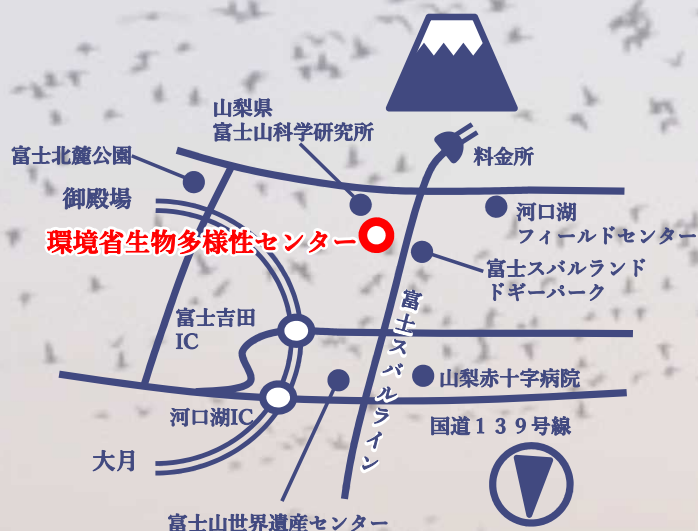 山梨県
富士山科学研究所
富士北麓公園
料金所
御殿場
河口湖
フィールドセンター
環境省生物多様性センター
富士スバルランド
ドギーパーク
富士スバルライン
富士吉田
IC
山梨赤十字病院
河口湖IC
国道139号線
大月
富士山世界遺産センター